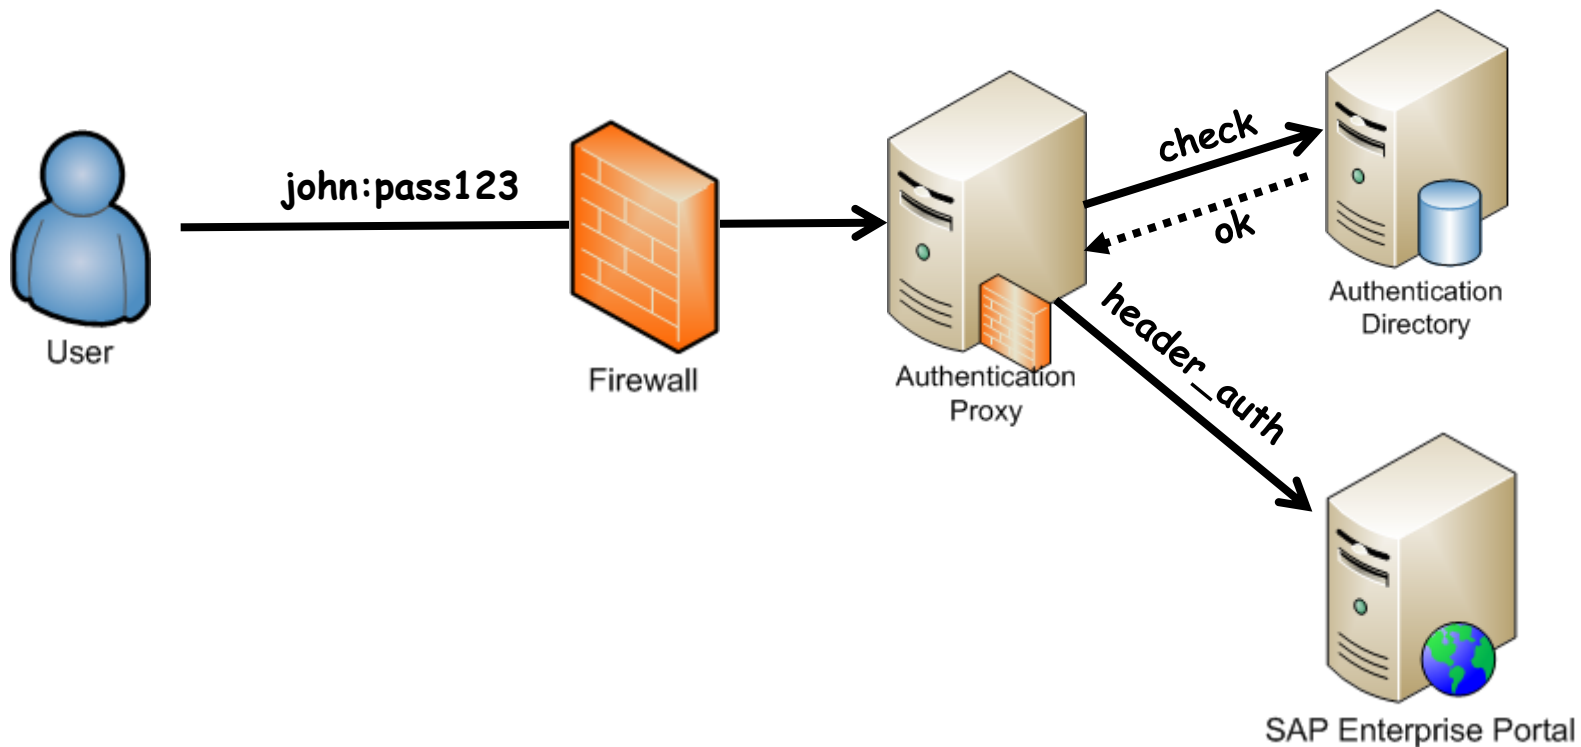 john:pass123
check
ok
header_auth
User
Firewall
Authentication
Proxy
Authentication
Directory
SAP Enterprise Portal